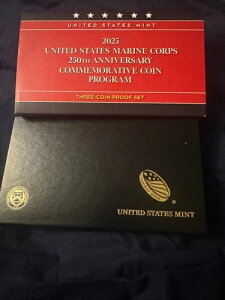 UNITED STATES MINT
2025
UNITED STATES MARINE CORPS
250TH ANNIVERSARY
COMMEMORATIVE COIN
PROGRAM
THREE-COIN PROOF SET
UNITED STATES MINT